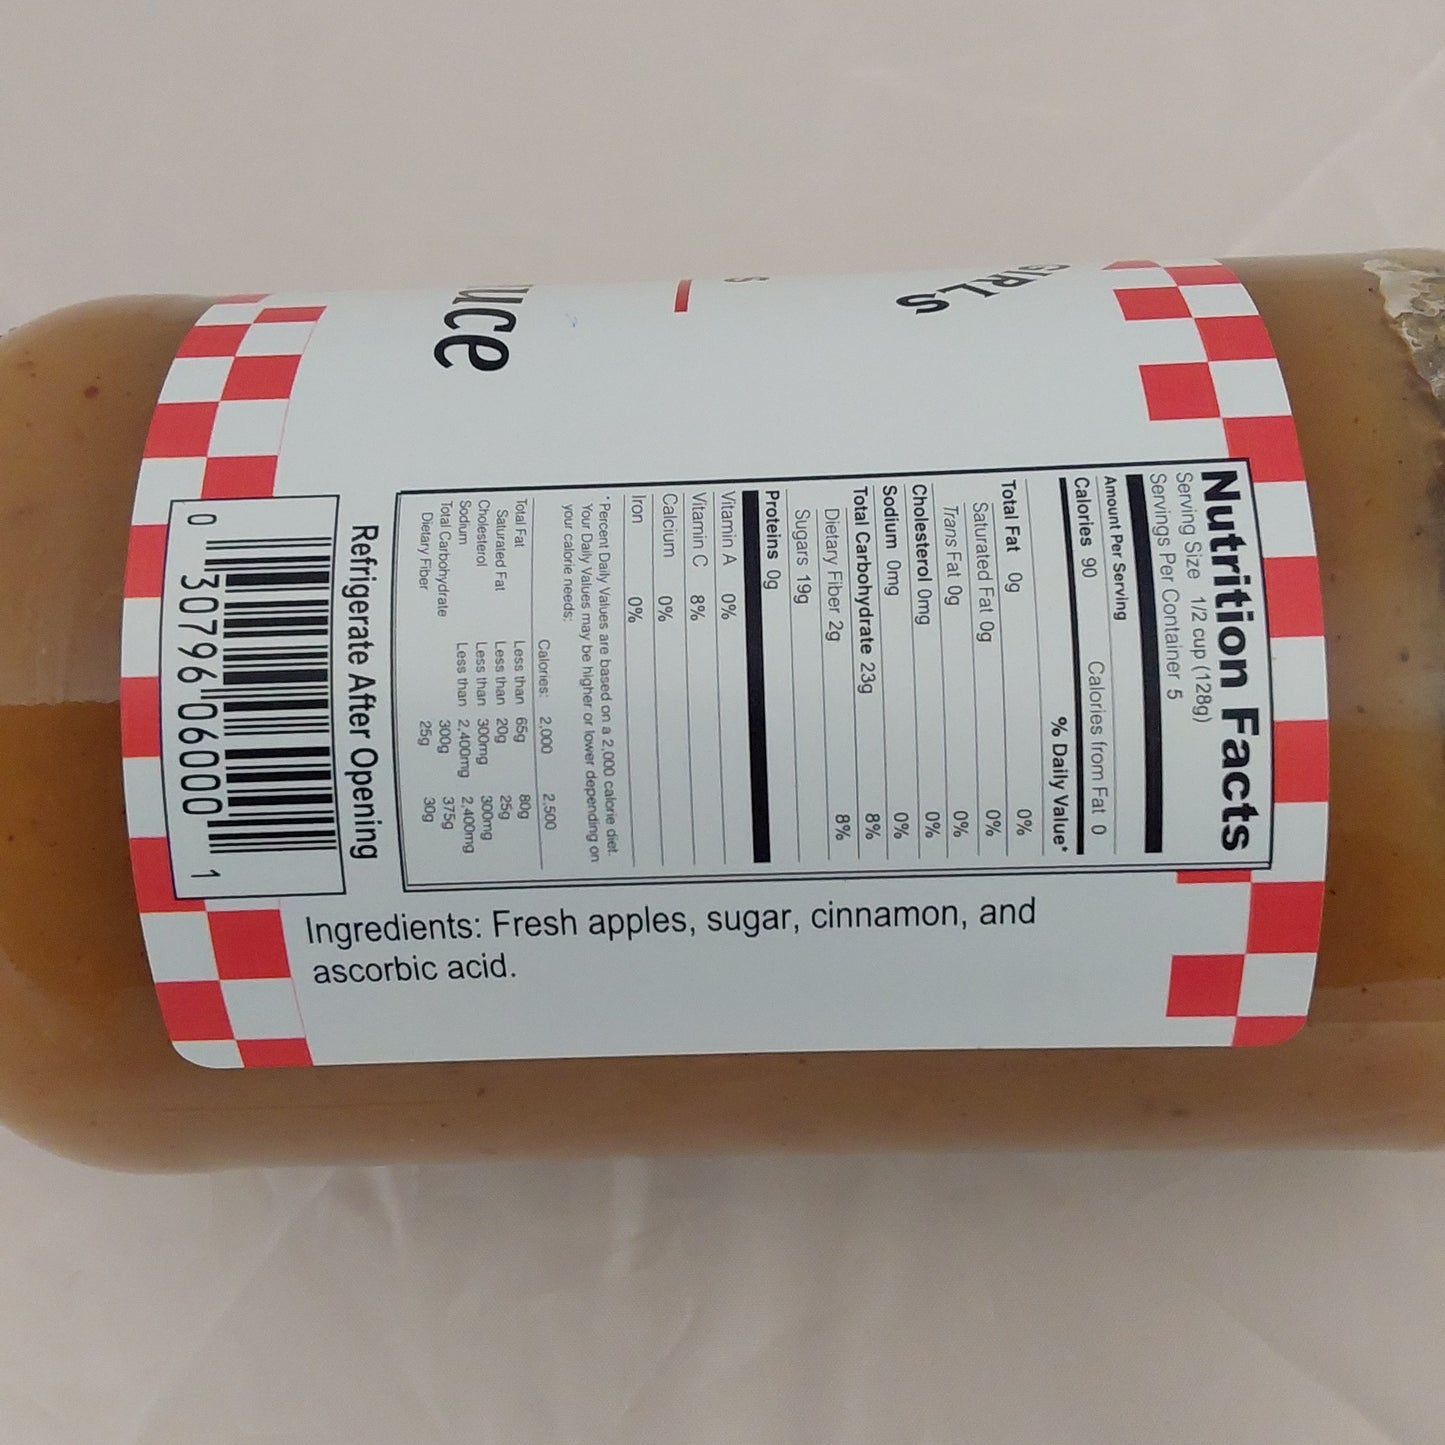 GIRLS
S
uce
Nutrition Facts
Serving Size 1/2 cup (128g)
Servings Per Container 5
Amount Per Serving
Calories 90 Calories from Fat 0
% Daily Value*
Total Fat 0g 0%
Saturated Fat 0g 0%
Trans Fat 0g 0%
Cholesterol 0mg 0%
Sodium 0mg 0%
Total Carbohydrate 23g 8%
Dietary Fiber 2g 8%
Sugars 19g
Proteins 0g
Vitamin A 0%
Vitamin C 8%
Calcium 0%
Iron 0%
*Percent Daily Values are based on a 2,000 calorie diet.
Your Daily Values may be higher or lower depending on
your calorie needs:
Calories: 2,000 2,500
Total Fat Less than 65g 80g
Saturated Fat Less than 20g 25g
Cholesterol Less than 300mg 300mg
Sodium Less than 2,400mg 2,400mg
Total Carbohydrate 300g 375g
Dietary Fiber 25g 30g
Refrigerate After Opening
0 30796 06000 1
Ingredients: Fresh apples, sugar, cinnamon, and
ascorbic acid.